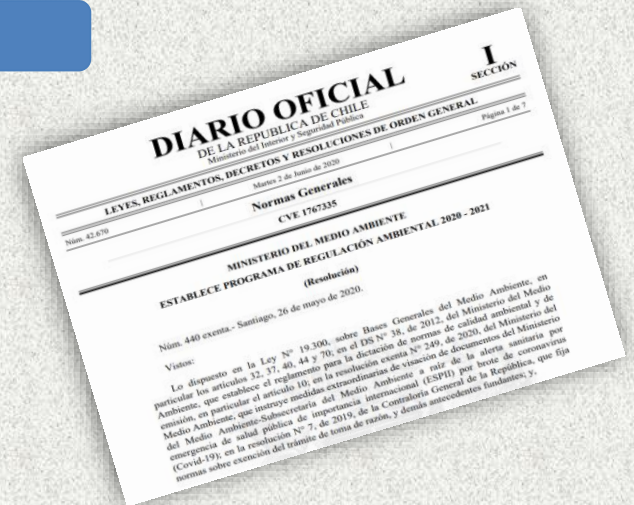 DIARIO OFICIAL
DE LA REPUBLICA DE CHILE
Ministerio del Interior y Seguridad Pública
I
SECCIÓN
LEYES, REGLAMENTOS, DECRETOS Y RESOLUCIONES DE ORDEN GENERAL
Núm. 42.670 | Martes 2 de Junio de 2020 | Página 1 de 7
Normas Generales
CVE 1767335
MINISTERIO DEL MEDIO AMBIENTE
ESTABLECE PROGRAMA DE REGULACIÓN AMBIENTAL 2020 - 2021
(Resolución)
Núm. 440 exenta.- Santiago, 26 de mayo de 2020.
Vistos:
Lo dispuesto en la Ley N° 19.300, sobre Bases Generales del Medio Ambiente, en
particular los artículos 32, 37, 40, 44 y 70; en el DS N° 38, de 2012, del Ministerio del Medio
Ambiente, que establece el reglamento para la dictación de normas de calidad ambiental y de
emisión, en particular el artículo 10; en la resolución exenta N° 249, de 2020, del Ministerio del
Medio Ambiente, que instruye medidas extraordinarias de visación de documentos del Ministerio
del Medio Ambiente-Subsecretaría del Medio Ambiente a raíz de la alerta sanitaria por
emergencia de salud pública de importancia internacional (ESPII) por brote de coronavirus
(Covid-19); en la resolución N° 7, de 2019, de la Contraloría General de la República, que fija
normas sobre exención del trámite de toma de razón, y demás antecedentes fundantes; y,